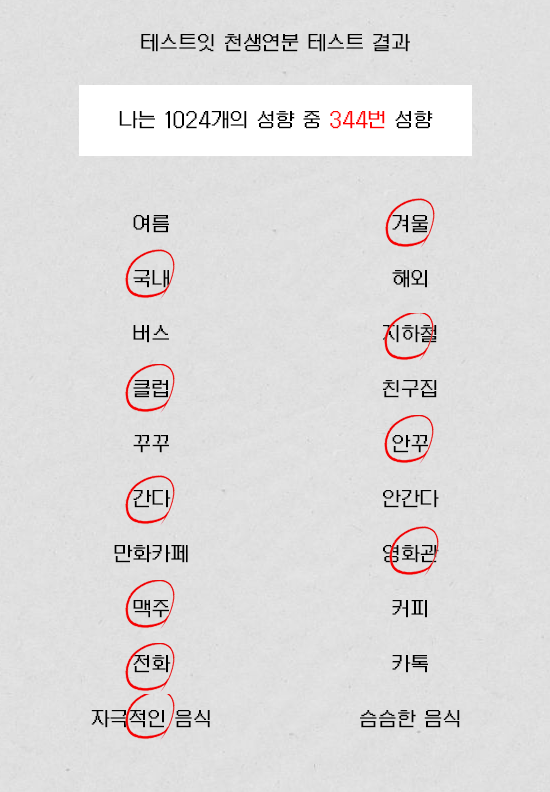 테스트잇 천생연분 테스트 결과
나는 1024개의 성향 중 344번 성향
여름 겨울
국내 해외
버스 지하철
클럽 친구집
꾸꾸 안꾸
간다 안간다
만화카페 영화관
맥주 커피
전화 카톡
자극적인 음식 슴슴한 음식